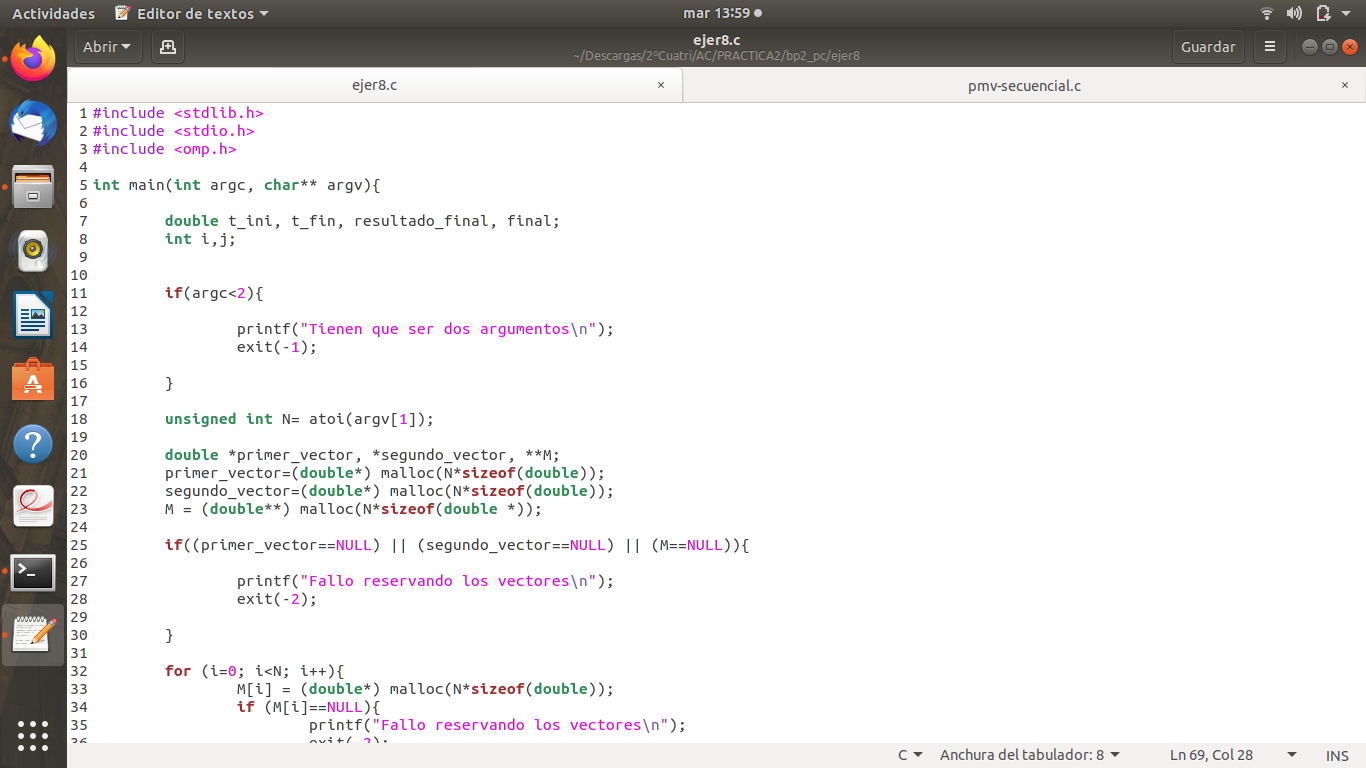 Actividades Editor de textos mar 13:59
Abrir ejer8.c Guardar
~/Descargas/2ºCuatri/AC/PRACTICA2/bp2_pc/ejer8
ejer8.c × pmv-secuencial.c ×
1 #include <stdlib.h>
2 #include <stdio.h>
3 #include <omp.h>
4
5 int main(int argc, char** argv){
6
7 double t_ini, t_fin, resultado_final, final;
8 int i,j;
9
10
11 if(argc<2){
12
13 printf("Tienen que ser dos argumentos\n");
14 exit(-1);
15
16 }
17
18 unsigned int N= atoi(argv[1]);
19
20 double *primer_vector, *segundo_vector, **M;
21 primer_vector=(double*) malloc(N*sizeof(double));
22 segundo_vector=(double*) malloc(N*sizeof(double));
23 M = (double**) malloc(N*sizeof(double *));
24
25 if((primer_vector==NULL) || (segundo_vector==NULL) || (M==NULL)){
26
27 printf("Fallo reservando los vectores\n");
28 exit(-2);
29
30 }
31
32 for (i=0; i<N; i++){
33 M[i] = (double*) malloc(N*sizeof(double));
34 if (M[i]==NULL){
35 printf("Fallo reservando los vectores\n");
36 exit(-2);
C Anchura del tabulador: 8 Ln 69, Col 28 INS